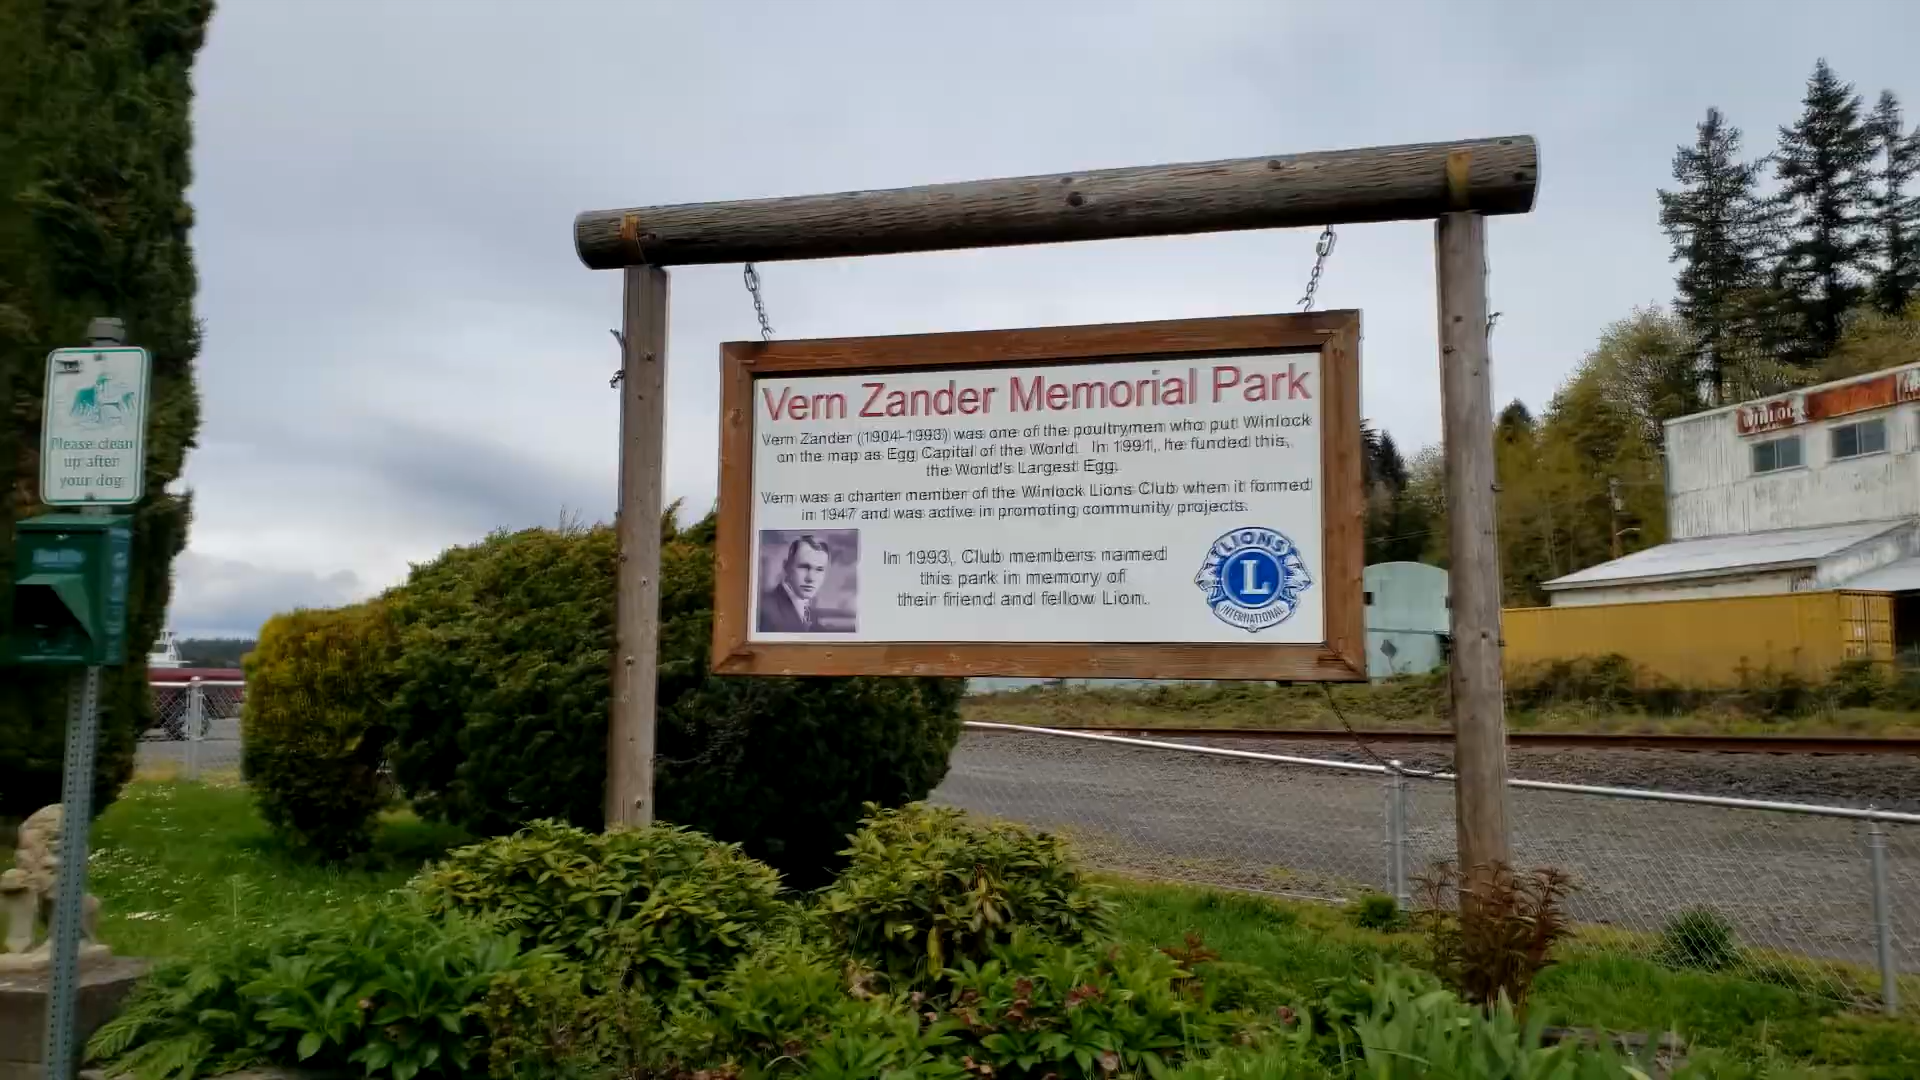 Vern Zander Memorial Park
Vern Zander (1904-1993) was one of the poultrymen who put Winlock
on the map as Egg Capital of the World. In 1991, he funded this,
the World's Largest Egg.
Vern was a charter member of the Winlock Lions Club when it formed
in 1947 and was active in promoting community projects.
In 1993, Club members named
this park in memory of
their friend and fellow Lion.
LIONS
L
INTERNATIONAL
Please clean
up after
your dog
WINLOCK